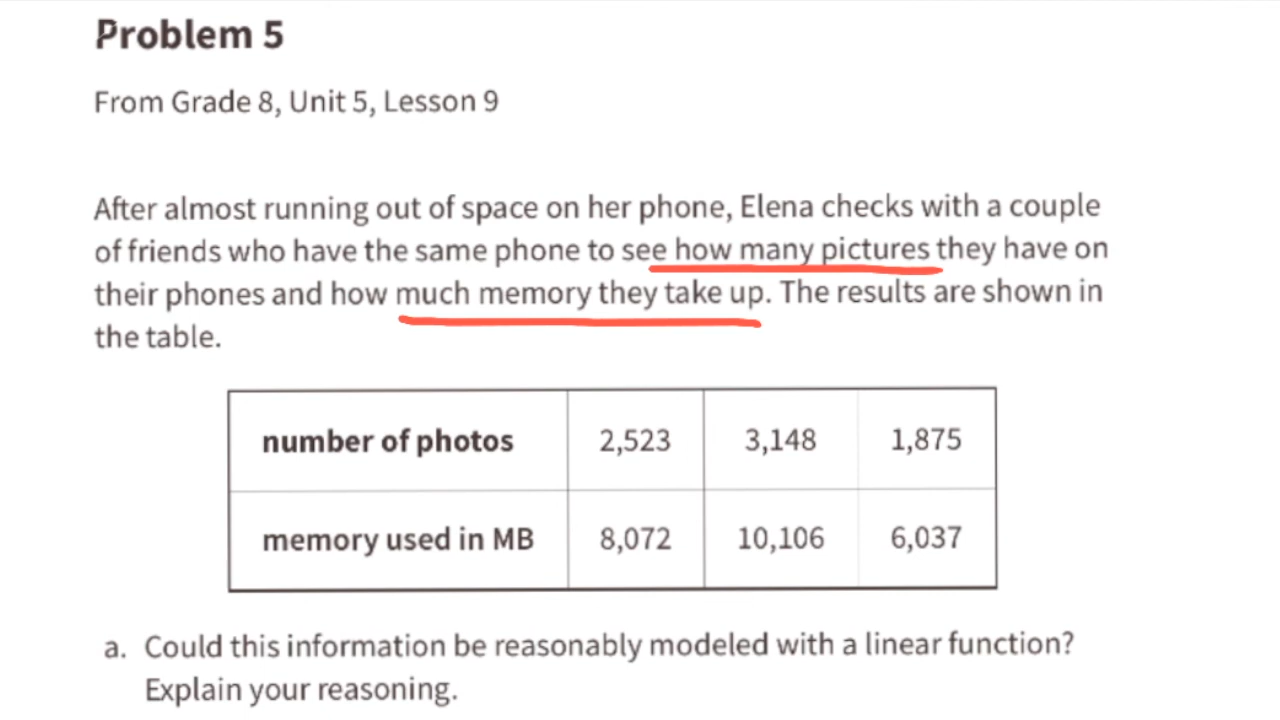 Problem 5
From Grade 8, Unit 5, Lesson 9
After almost running out of space on her phone, Elena checks with a couple
of friends who have the same phone to see how many pictures they have on
their phones and how much memory they take up. The results are shown in
the table.
number of photos 2,523 3,148 1,875
memory used in MB 8,072 10,106 6,037
a. Could this information be reasonably modeled with a linear function?
Explain your reasoning.